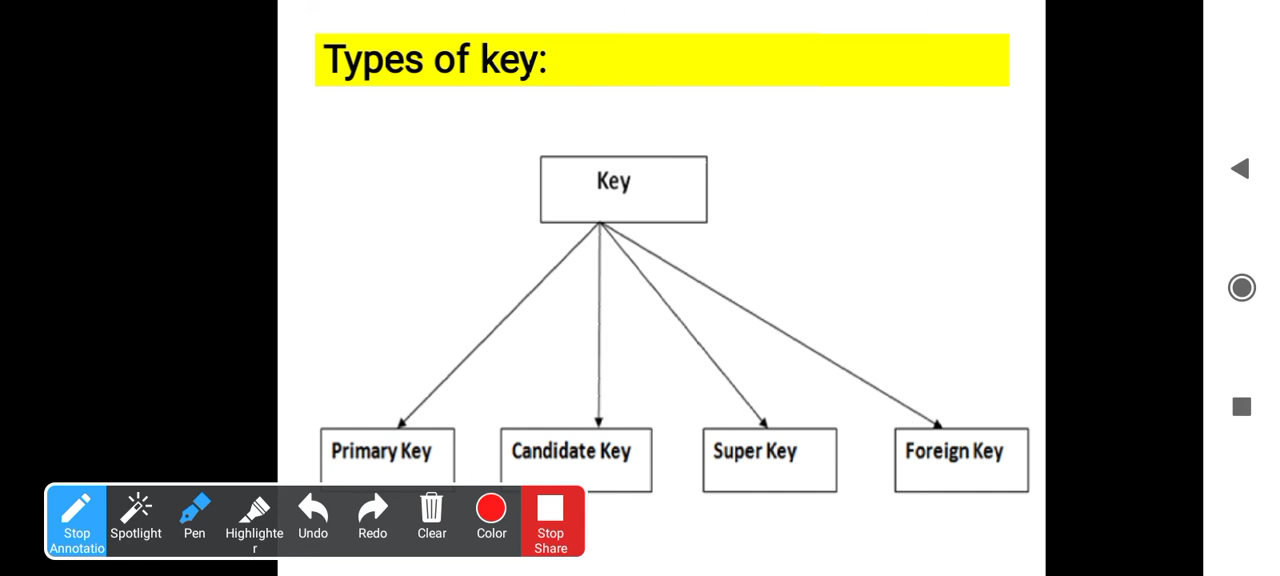 Types of key:
Key
Primary Key
Candidate Key
Super Key
Foreign Key
Stop
Annotatio
Spotlight
Pen
Highlighte
r
Undo
Redo
Clear
Color
Stop
Share